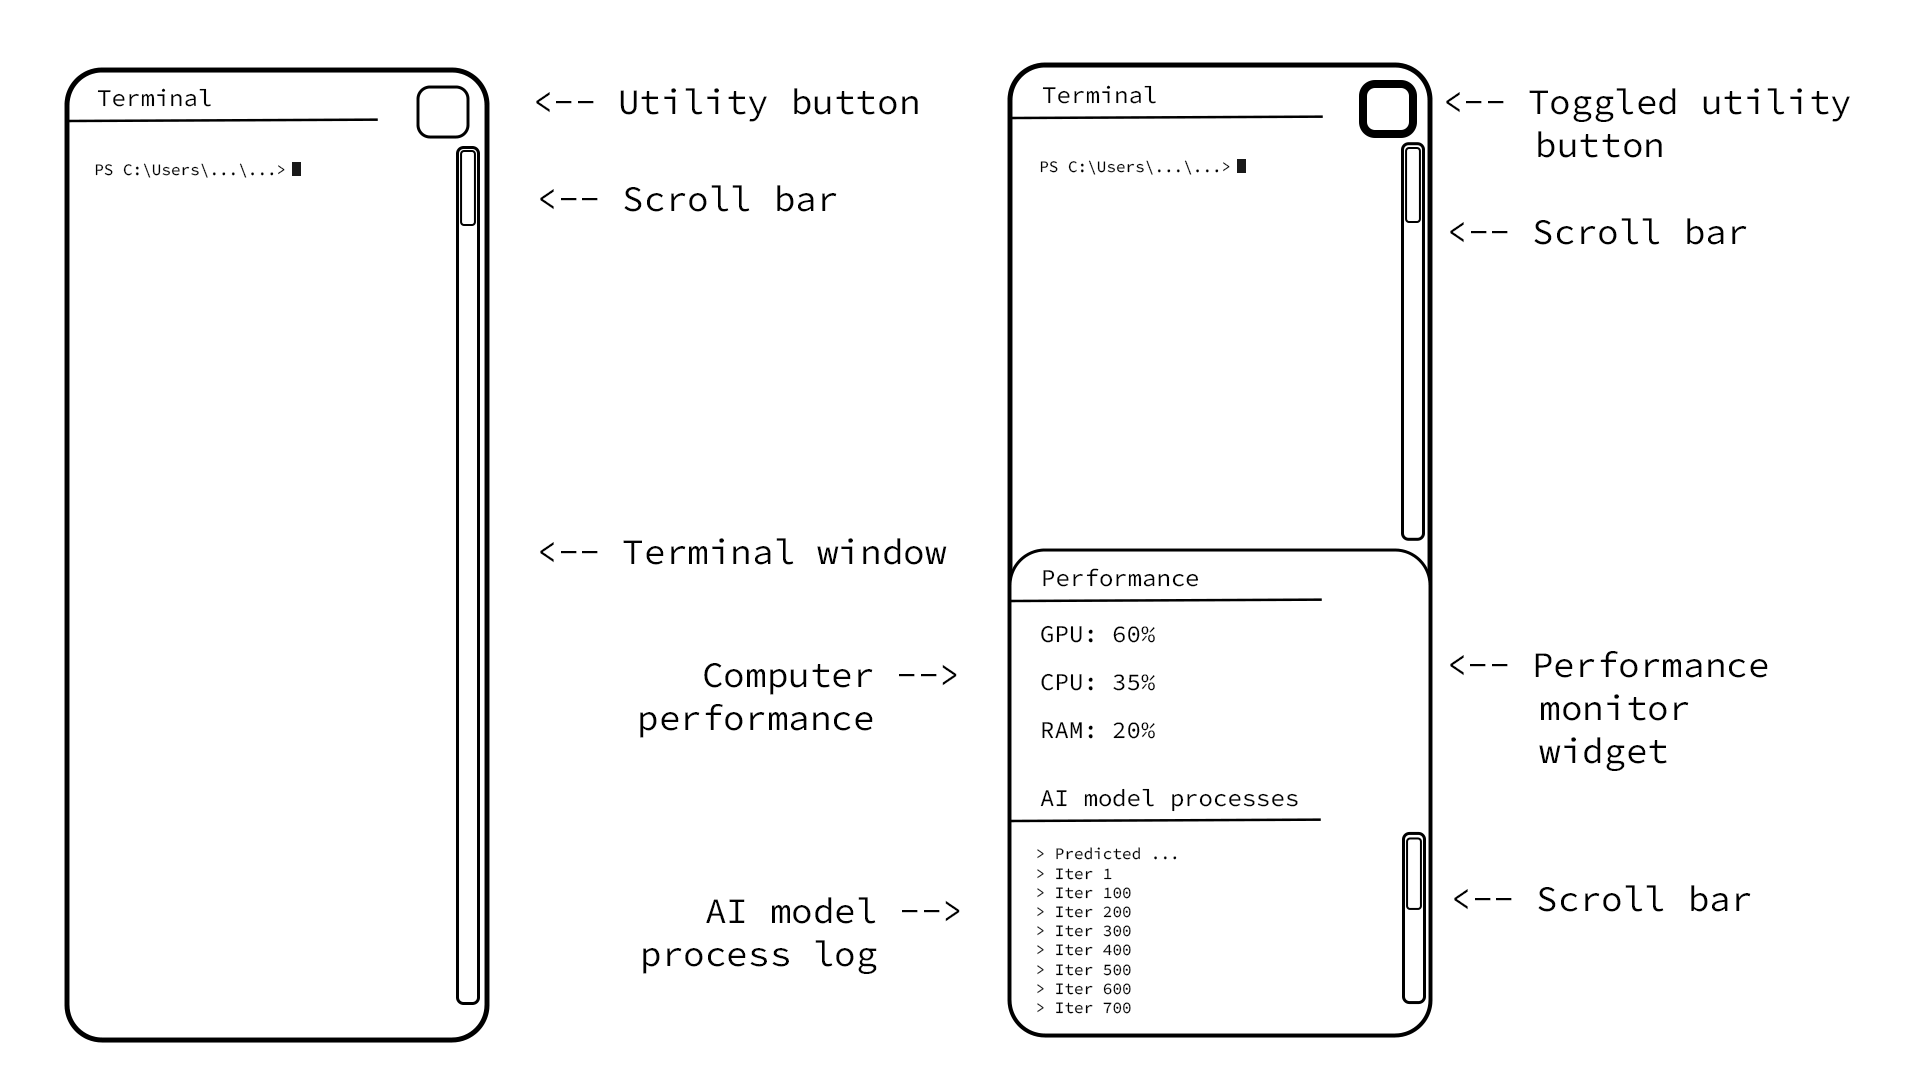 Terminal
PS C:\Users\...\...>
<-- Utility button
<-- Scroll bar
<-- Terminal window
Computer -->
performance
AI model -->
process log
Terminal
PS C:\Users\...\...>
<-- Toggled utility
button
<-- Scroll bar
Performance
GPU: 60%
CPU: 35%
RAM: 20%
<-- Performance
monitor
widget
AI model processes
> Predicted ...
> Iter 1
> Iter 100
> Iter 200
> Iter 300
> Iter 400
> Iter 500
> Iter 600
> Iter 700
<-- Scroll bar